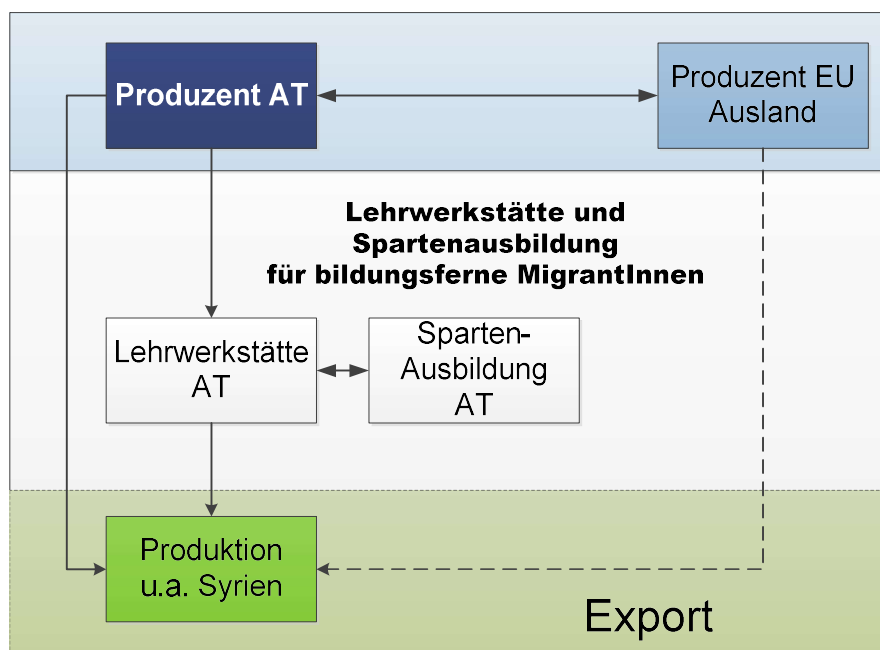 Produzent AT
Produzent EU
Ausland
Lehrwerkstätte und
Spartenausbildung
für bildungsferne MigrantInnen
Lehrwerkstätte
AT
Sparten-
Ausbildung
AT
Produktion
u.a. Syrien
Export